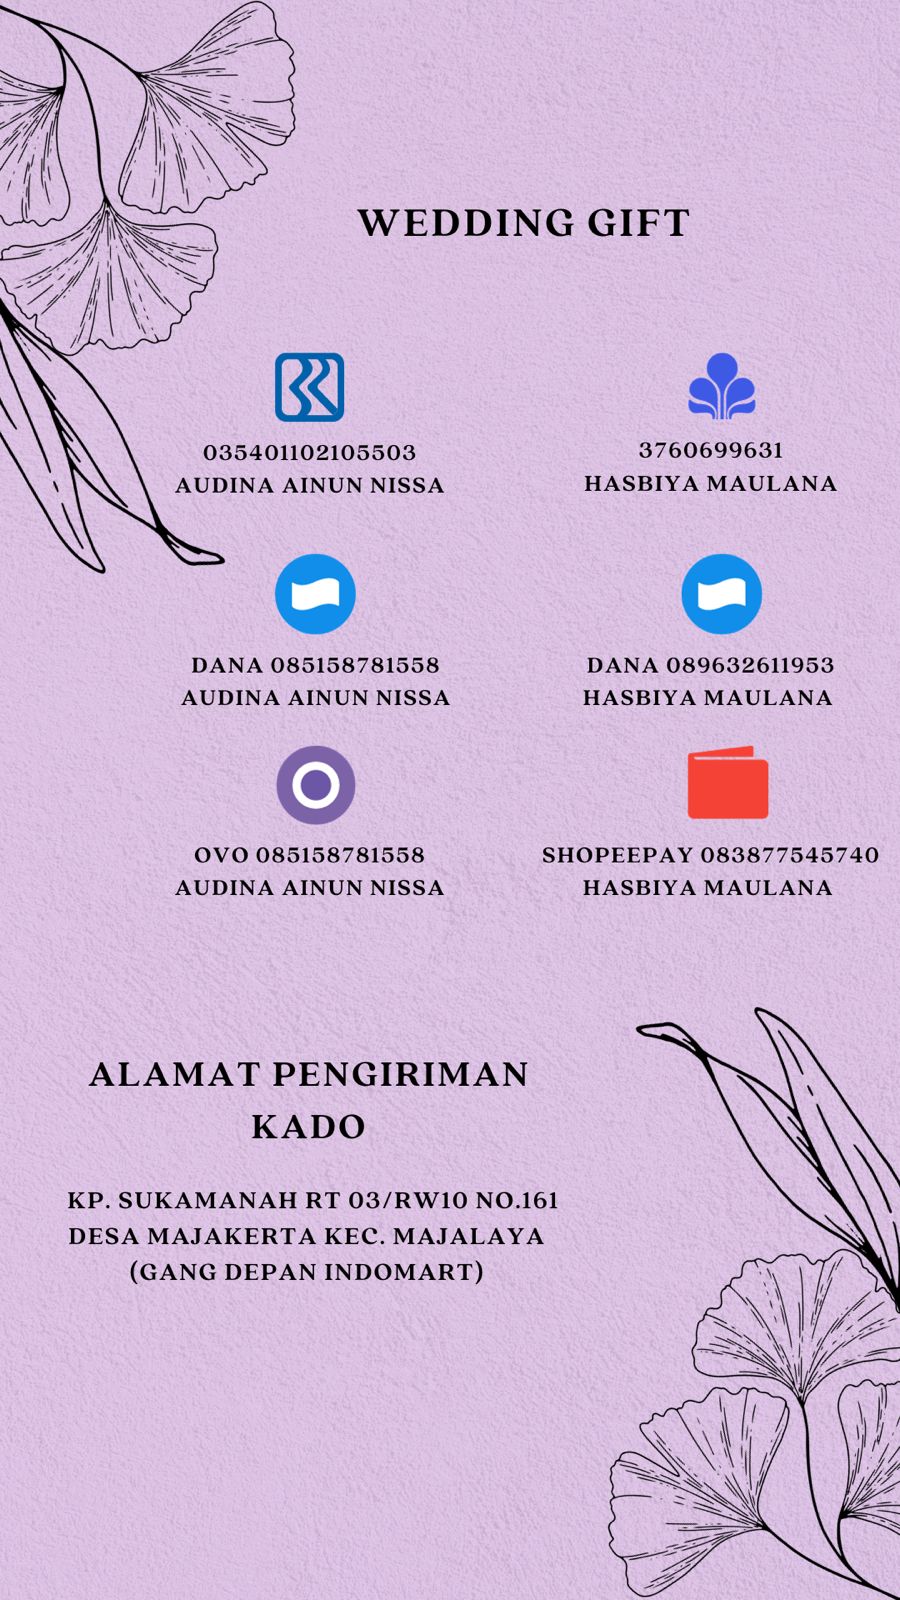 WEDDING GIFT
035401102105503
AUDINA AINUN NISSA
3760699631
HASBIYA MAULANA
DANA 085158781558
AUDINA AINUN NISSA
DANA 089632611953
HASBIYA MAULANA
OVO 085158781558
AUDINA AINUN NISSA
SHOPEEPAY 083877545740
HASBIYA MAULANA
ALAMAT PENGIRIMAN
KADO
KP. SUKAMANAH RT 03/RW10 NO.161
DESA MAJAKERTA KEC. MAJALAYA
(GANG DEPAN INDOMART)